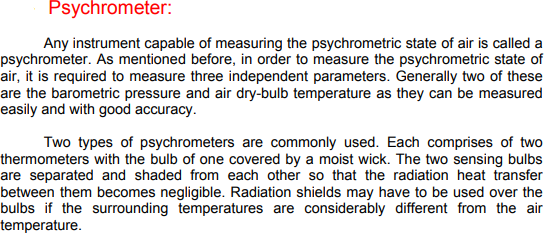 Psychrometer:
Any instrument capable of measuring the psychrometric state of air is called a
psychrometer. As mentioned before, in order to measure the psychrometric state of
air, it is required to measure three independent parameters. Generally two of these
are the barometric pressure and air dry-bulb temperature as they can be measured
easily and with good accuracy.
Two types of psychrometers are commonly used. Each comprises of two
thermometers with the bulb of one covered by a moist wick. The two sensing bulbs
are separated and shaded from each other so that the radiation heat transfer
between them becomes negligible. Radiation shields may have to be used over the
bulbs if the surrounding temperatures are considerably different from the air
temperature.